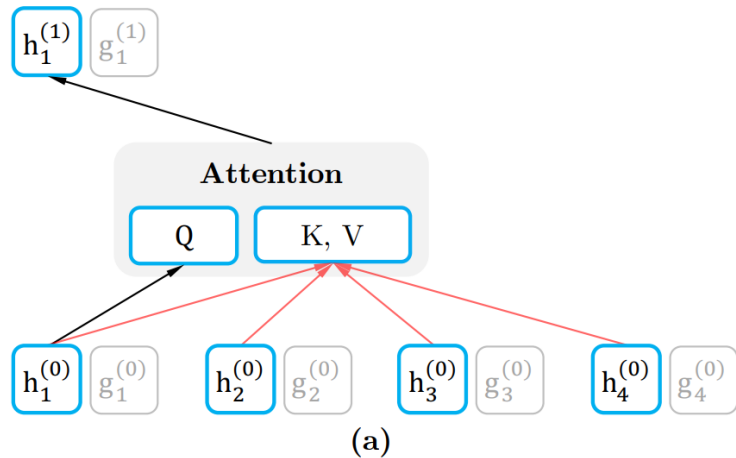 h₁⁽¹⁾ g₁⁽¹⁾
Attention
Q K, V
h₁⁽⁰⁾ g₁⁽⁰⁾ h₂⁽⁰⁾ g₂⁽⁰⁾ h₃⁽⁰⁾ g₃⁽⁰⁾ h₄⁽⁰⁾ g₄⁽⁰⁾
(a)